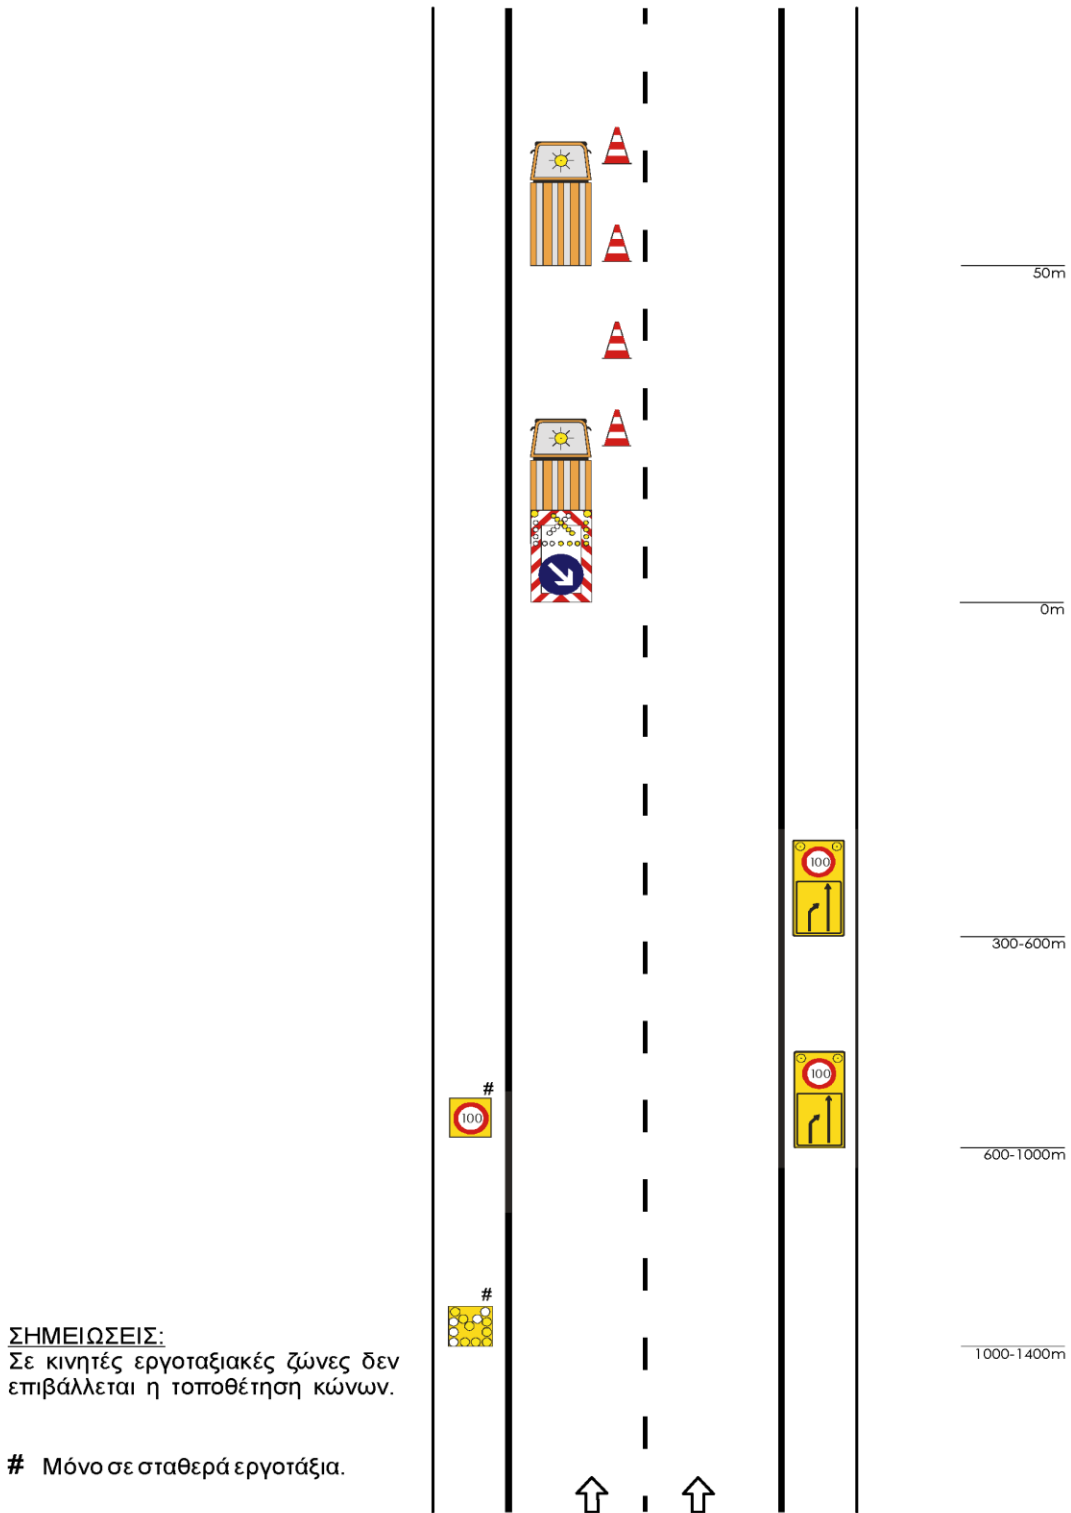 50m
0m
100
300-600m
100
#
100
600-1000m
#
1000-1400m
ΣΗΜΕΙΩΣΕΙΣ:
Σε κινητές εργοταξιακές ζώνες δεν
επιβάλλεται η τοποθέτηση κώνων.
# Μόνο σε σταθερά εργοτάξια.